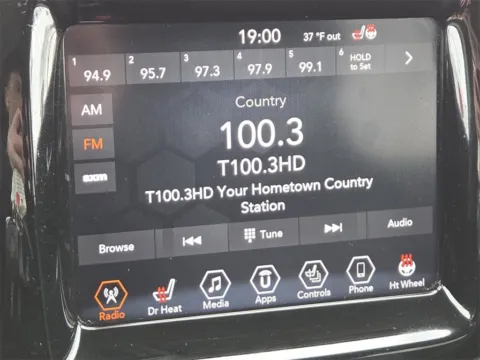 19:00 37 °F out
1 94.9 2 95.7 3 97.3 4 97.9 5 99.1 6 HOLD to Set
AM
FM
sxm
Country
100.3
T100.3HD
T100.3HD Your Hometown Country
Station
Browse Tune Audio
Radio Dr Heat Media Apps Controls Phone Ht Wheel